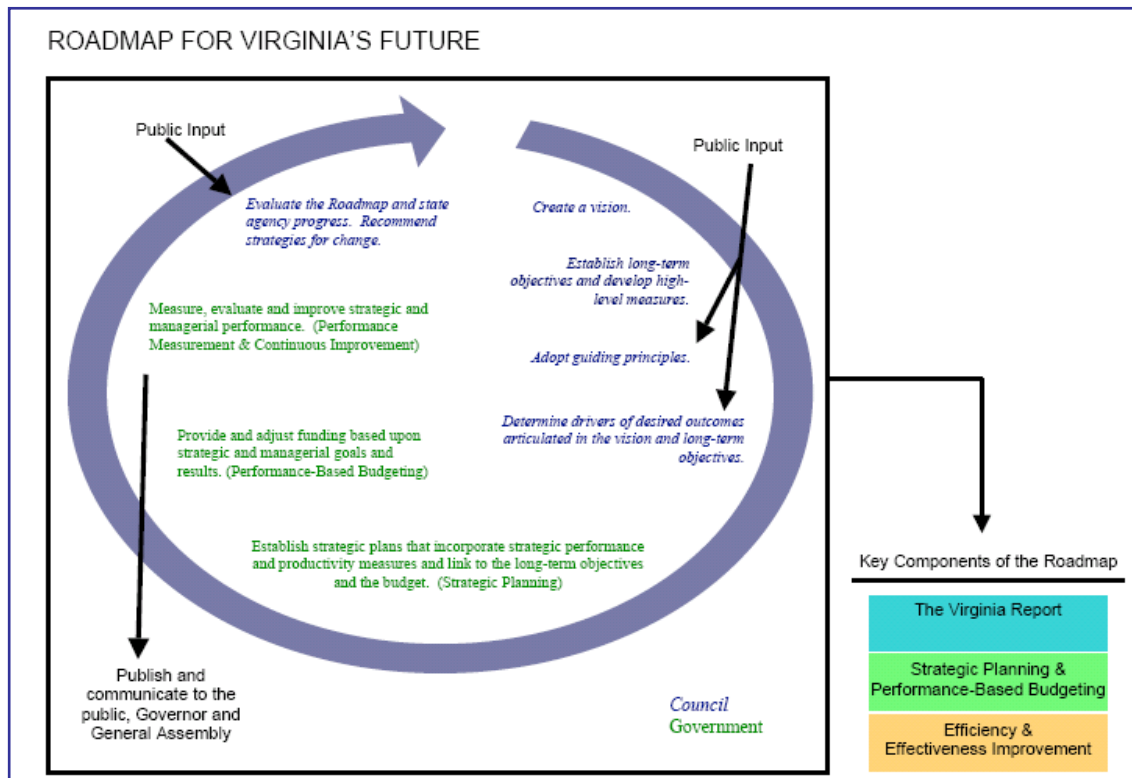 ROADMAP FOR VIRGINIA'S FUTURE
Public Input
Public Input
Evaluate the Roadmap and state
agency progress.  Recommend
strategies for change.
Create a vision.
Establish long-term
objectives and develop high-
level measures.
Measure, evaluate and improve strategic and
managerial performance.  (Performance
Measurement & Continuous Improvement)
Adopt guiding principles.
Provide and adjust funding based upon
strategic and managerial goals and
results. (Performance-Based Budgeting)
Determine drivers of desired outcomes
articulated in the vision and long-term
objectives.
Establish strategic plans that incorporate strategic performance
and productivity measures and link to the long-term objectives
and the budget.  (Strategic Planning)
Publish and
communicate to the
public, Governor and
General Assembly
Council
Government
Key Components of the Roadmap
The Virginia Report
Strategic Planning &
Performance-Based Budgeting
Efficiency &
Effectiveness Improvement